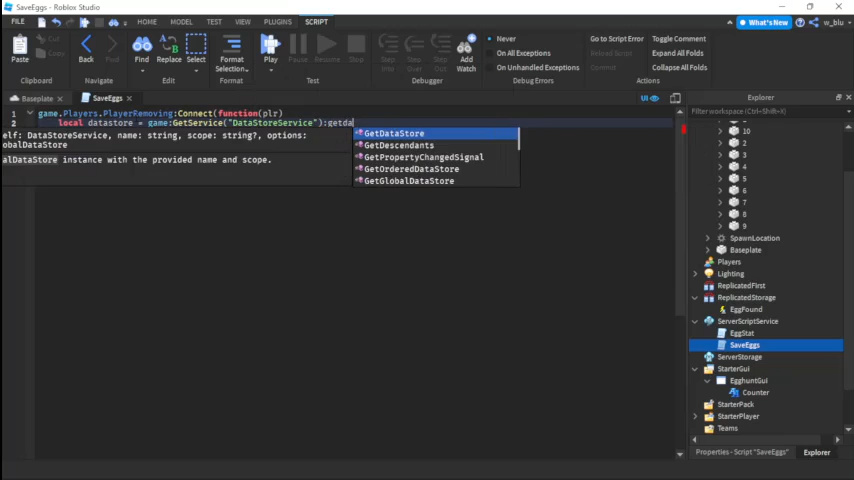 SaveEggs - Roblox Studio
FILE HOME MODEL TEST VIEW PLUGINS SCRIPT What's New w_blu
Paste Cut Copy
Back Forward
Find Replace Select
Format Selection...
Play Pause Resume Stop
Step Into Step Over Step Out Add Watch
Never
On All Exceptions
On Unhandled Exceptions
Go to Script Error
Reload Script
Toggle Comment
Expand All Folds
Collapse All Folds
Clipboard Navigate Edit Format Test Debugger Debug Errors Actions
Baseplate SaveEggs UI Explorer
Filter workspace (Ctrl+Shift+X)
1 game.Players.PlayerRemoving:Connect(function(plr)
2 local datastore = game:GetService("DataStoreService"):getda
elf: DataStoreService, name: string, scope: string?, options:
obalDataStore
alDataStore instance with the provided name and scope.
GetDataStore
GetDescendants
GetPropertyChangedSignal
GetOrderedDataStore
GetGlobalDataStore
10
2
3
4
5
6
7
8
9
SpawnLocation
Baseplate
Players
Lighting
ReplicatedFirst
ReplicatedStorage
EggFound
ServerScriptService
EggStat
SaveEggs
ServerStorage
StarterGui
EgghuntGui
Counter
StarterPack
StarterPlayer
Teams
Properties - Script "SaveEggs" Explorer